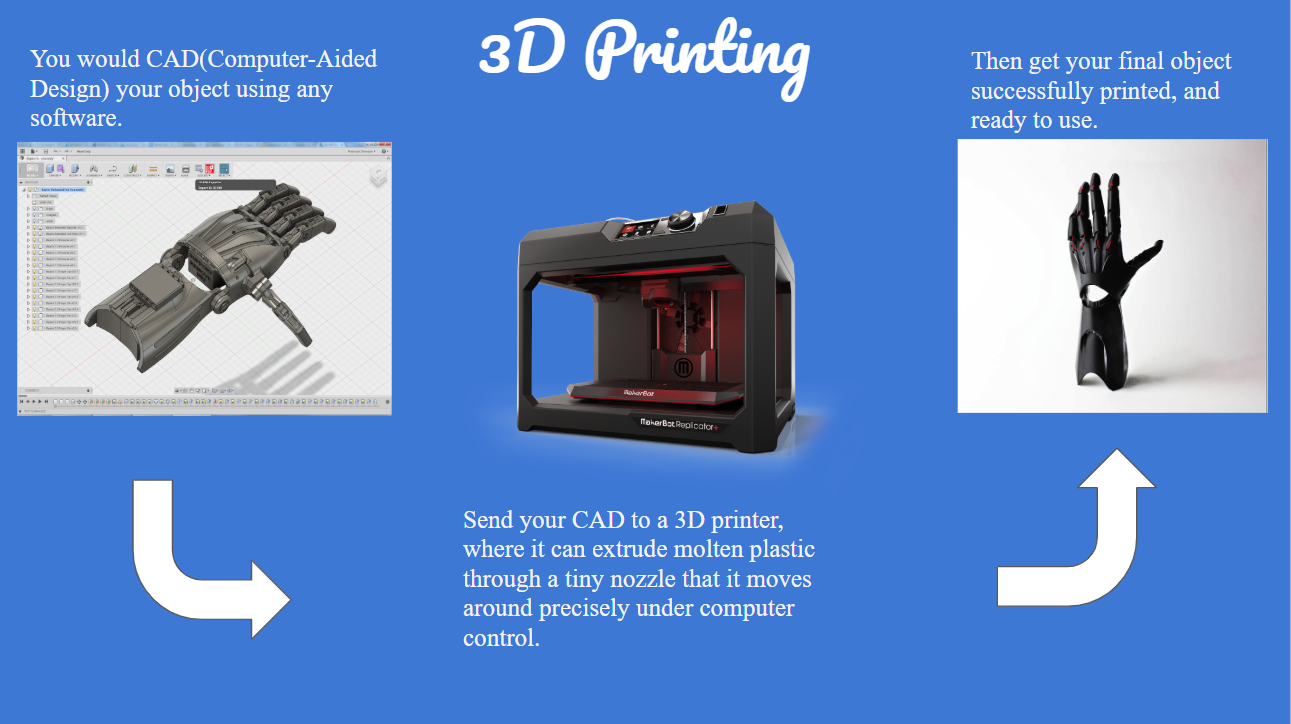 3D Printing
You would CAD(Computer-Aided
Design) your object using any
software.
Then get your final object
successfully printed, and
ready to use.
MakerBot
MakerBot Replicator+
Send your CAD to a 3D printer,
where it can extrude molten plastic
through a tiny nozzle that it moves
around precisely under computer
control.